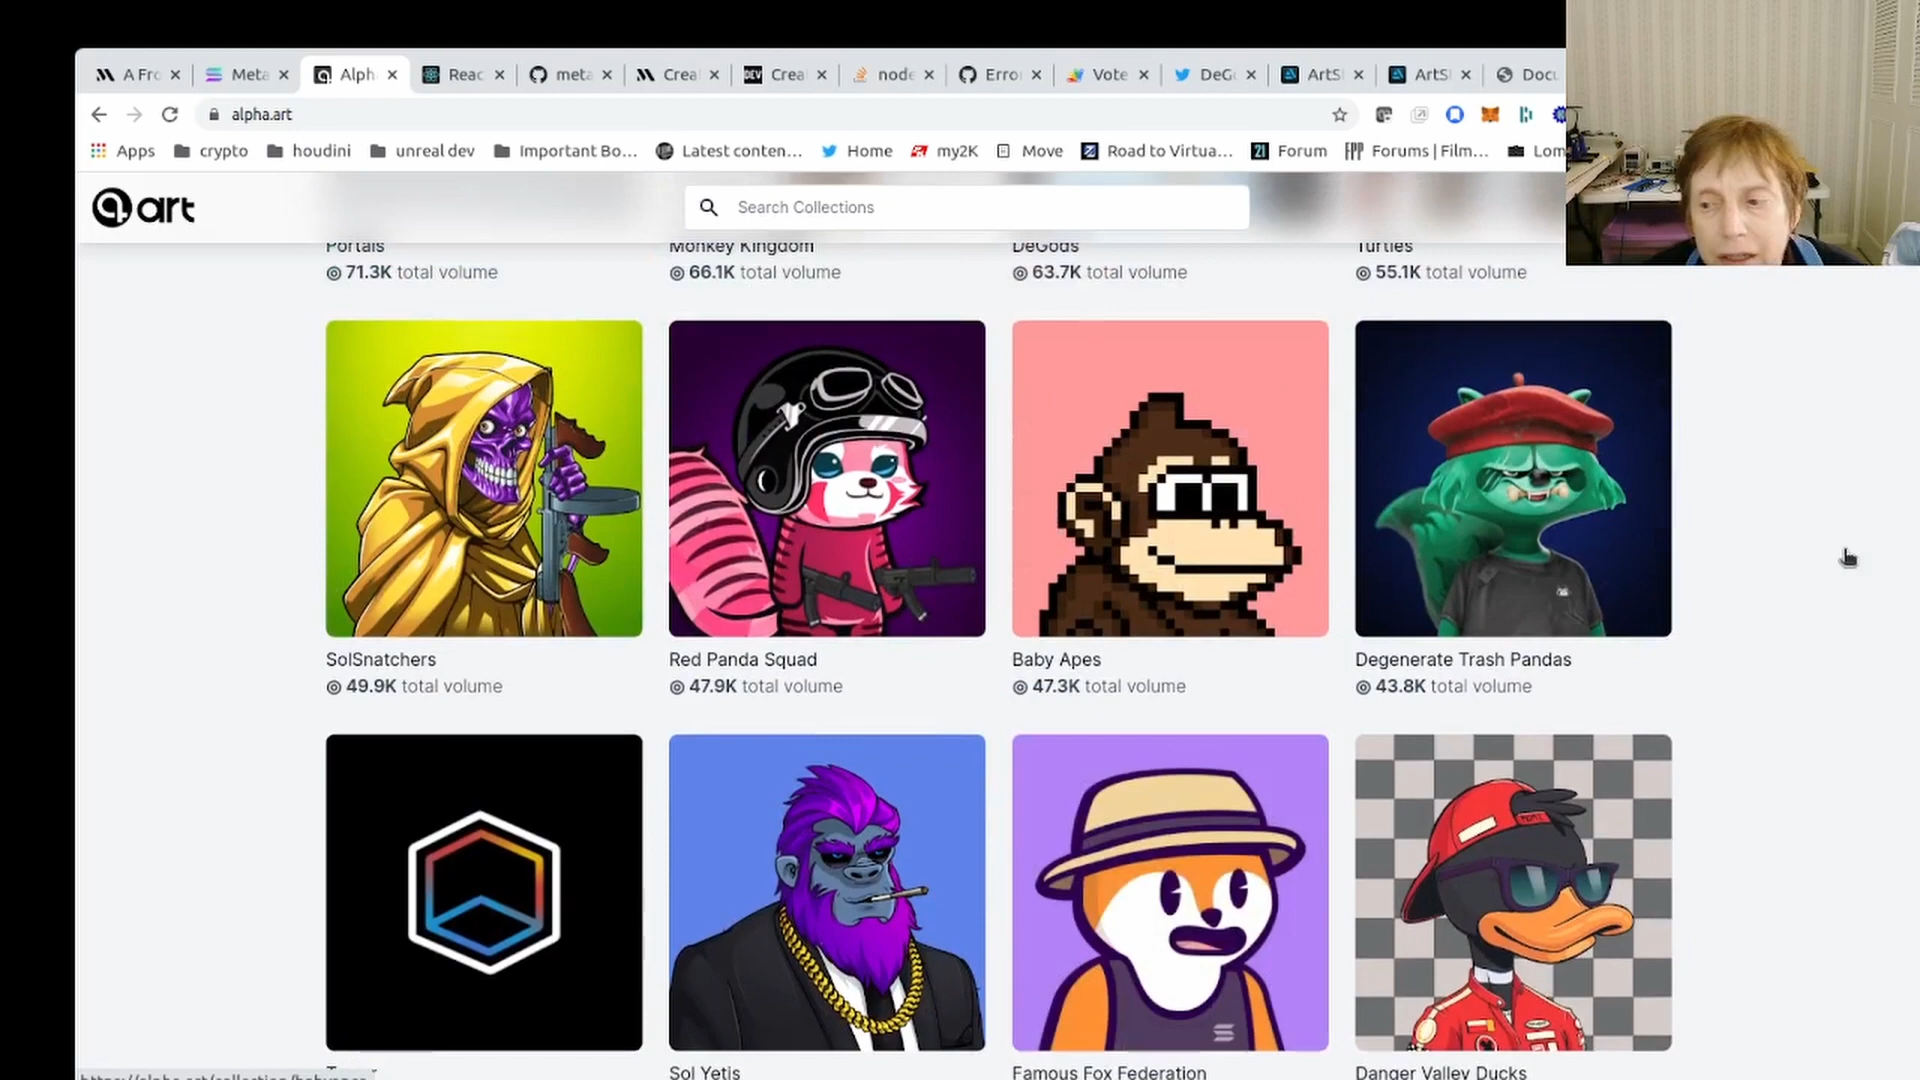 A Fro
Meta
Alph
Reac
meta
Crea
DEV Crea
node
Erro
Vote
DeG
ArtS
ArtS
Docu
alpha.art
Apps
crypto
houdini
unreal dev
Important Bo...
Latest conten...
Home
my2K
Move
Road to Virtua...
21 Forum
Forums | Film...
Lom
art
Search Collections
Portals
Monkey Kingdom
DeGods
Turtles
71.3K total volume
66.1K total volume
63.7K total volume
55.1K total volume
SolSnatchers
Red Panda Squad
Baby Apes
Degenerate Trash Pandas
49.9K total volume
47.9K total volume
47.3K total volume
43.8K total volume
Sol Yetis
Famous Fox Federation
Danger Valley Ducks